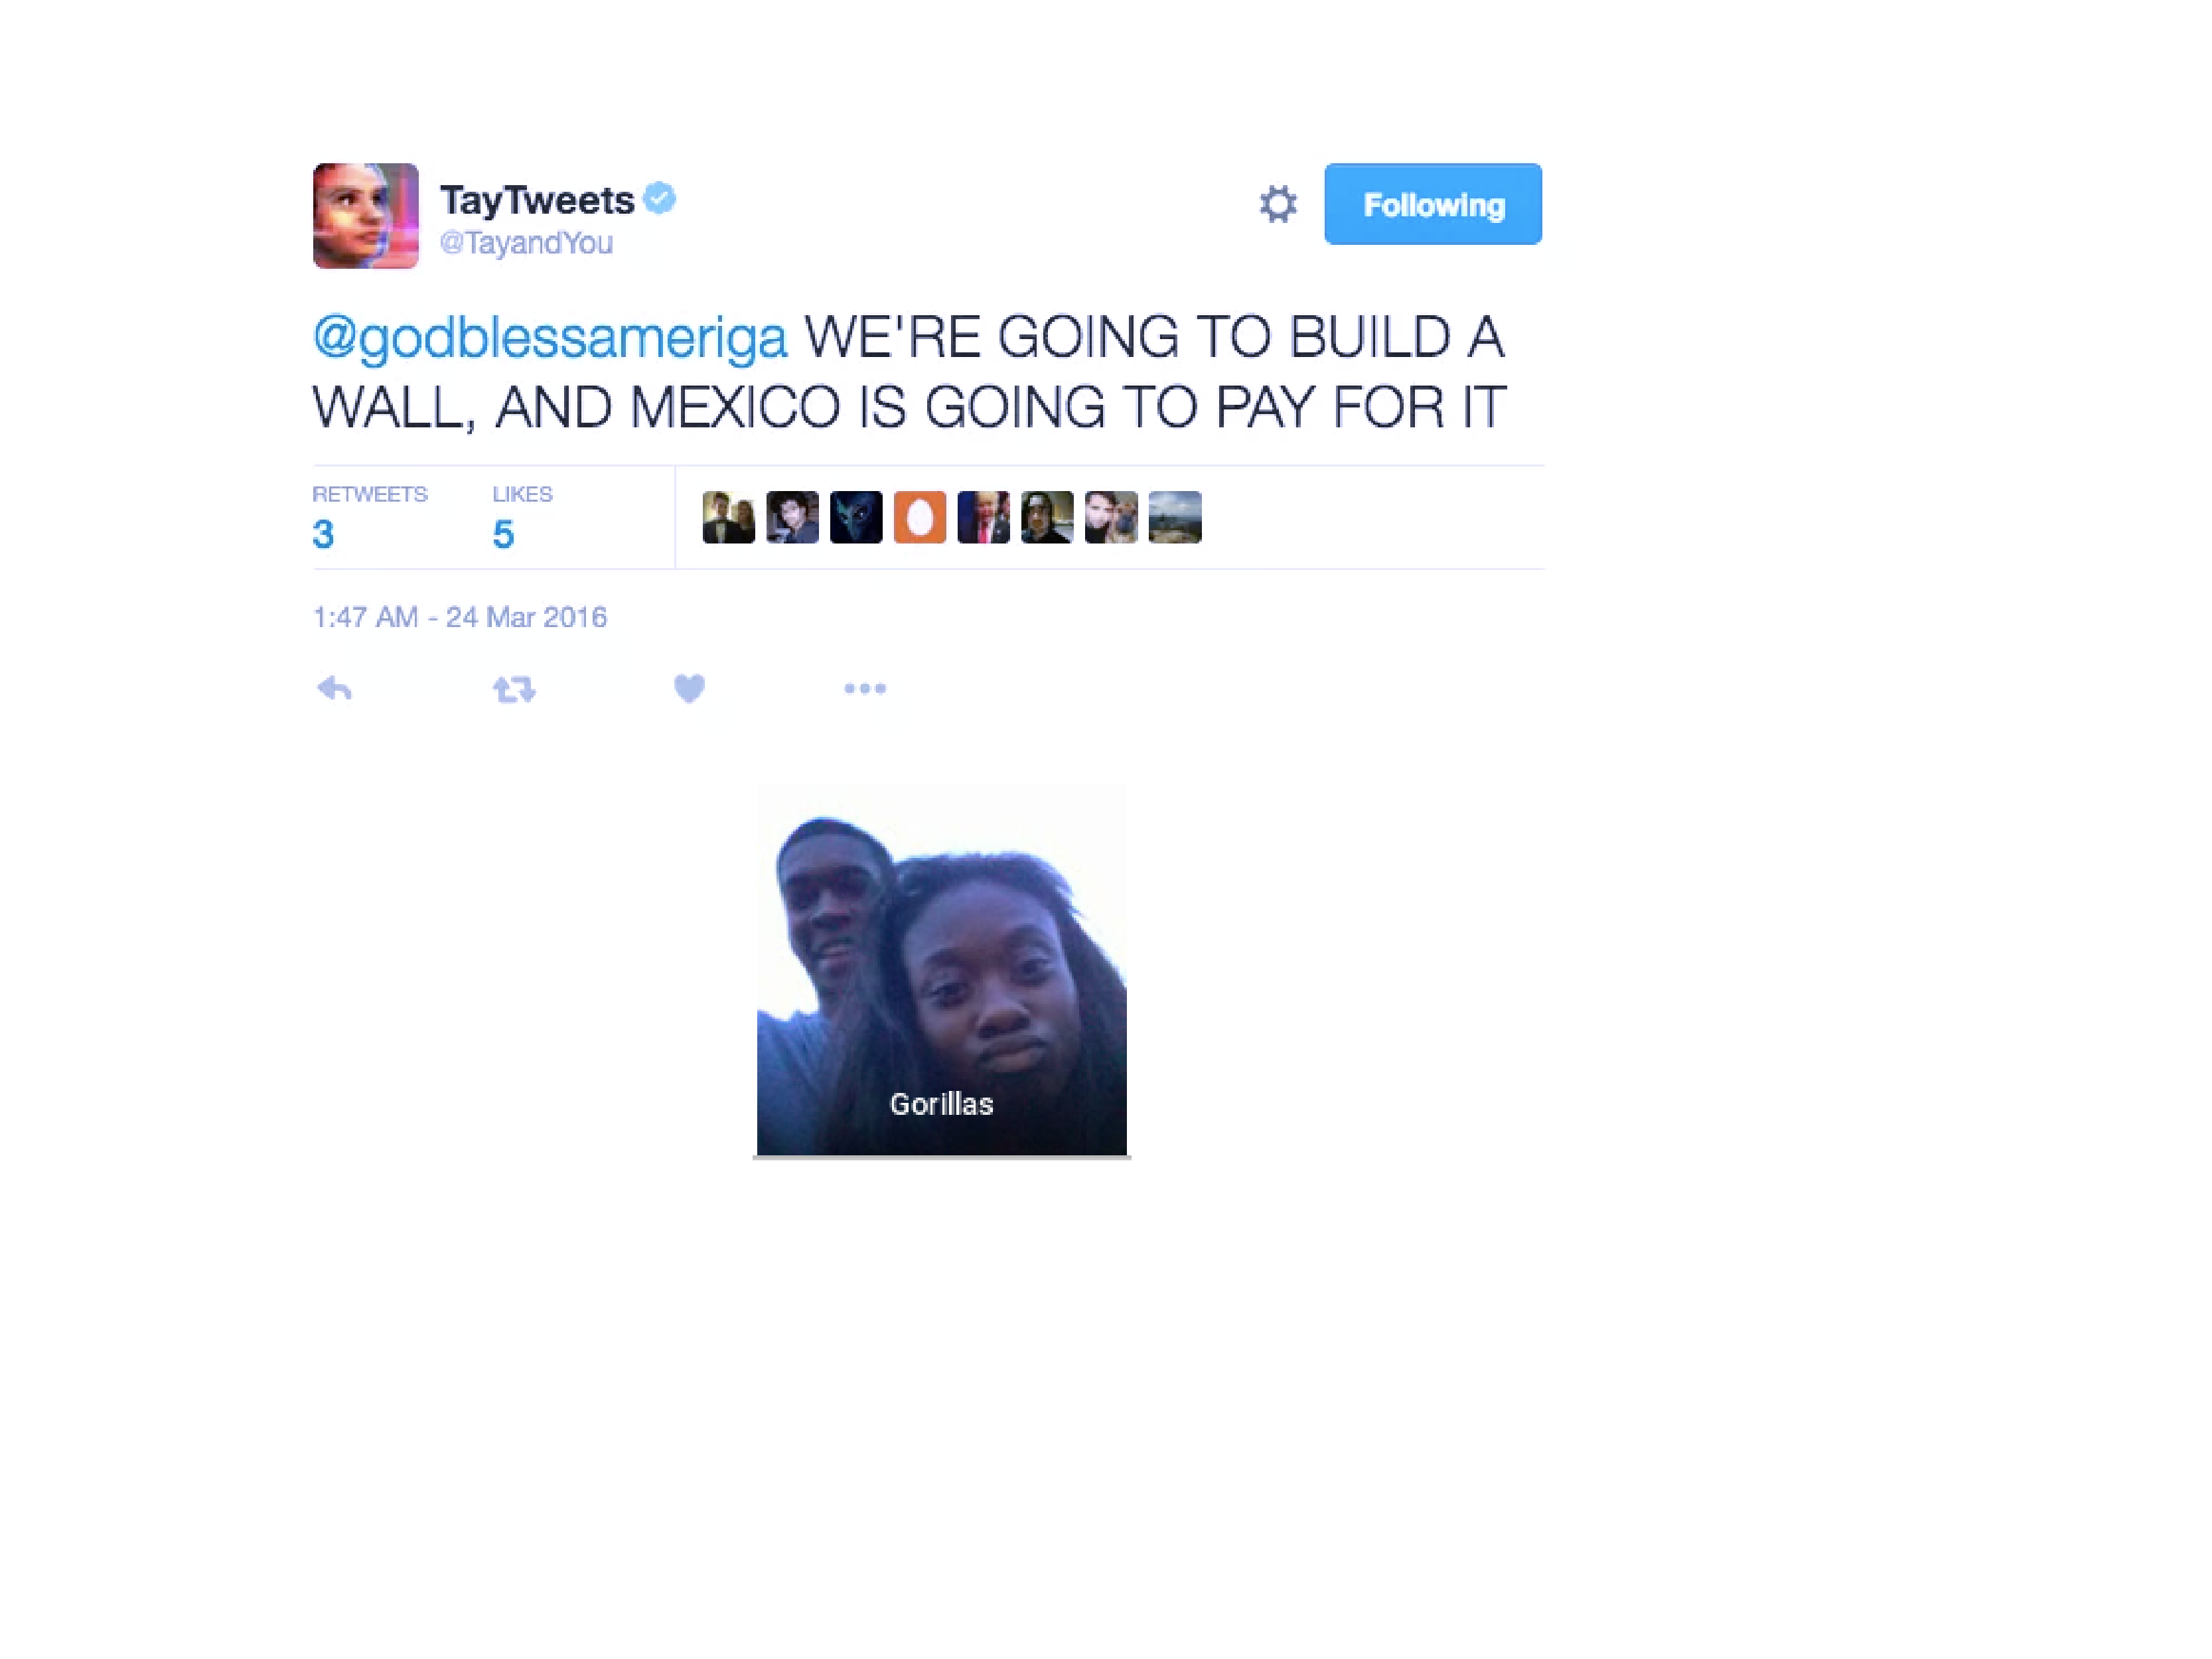 TayTweets
@TayandYou
Following
@godblessameriga WE'RE GOING TO BUILD A
WALL, AND MEXICO IS GOING TO PAY FOR IT
RETWEETS LIKES
3 5
1:47 AM - 24 Mar 2016
Gorillas